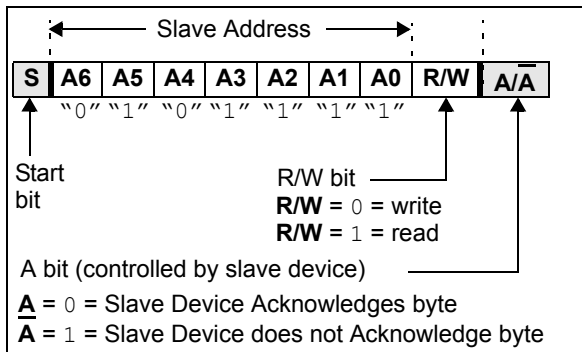 Slave Address
S A6 A5 A4 A3 A2 A1 A0 R/W A/A̅
“0” “1” “0” “1” “1” “1” “1”
Start
bit
R/W bit
R/W = 0 = write
R/W = 1 = read
A bit (controlled by slave device)
A = 0 = Slave Device Acknowledges byte
A̅ = 1 = Slave Device does not Acknowledge byte